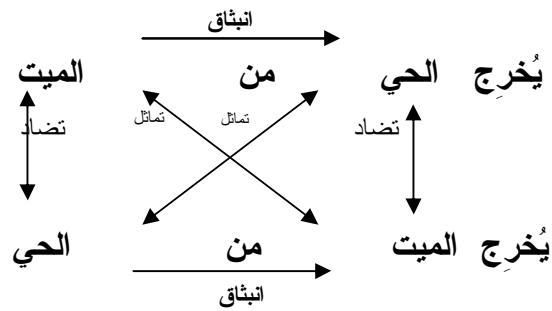 انبثاق
يُخرِج الحي من الميت
تضاد تماثل تماثل تضاد
يُخرِج الميت من الحي
انبثاق